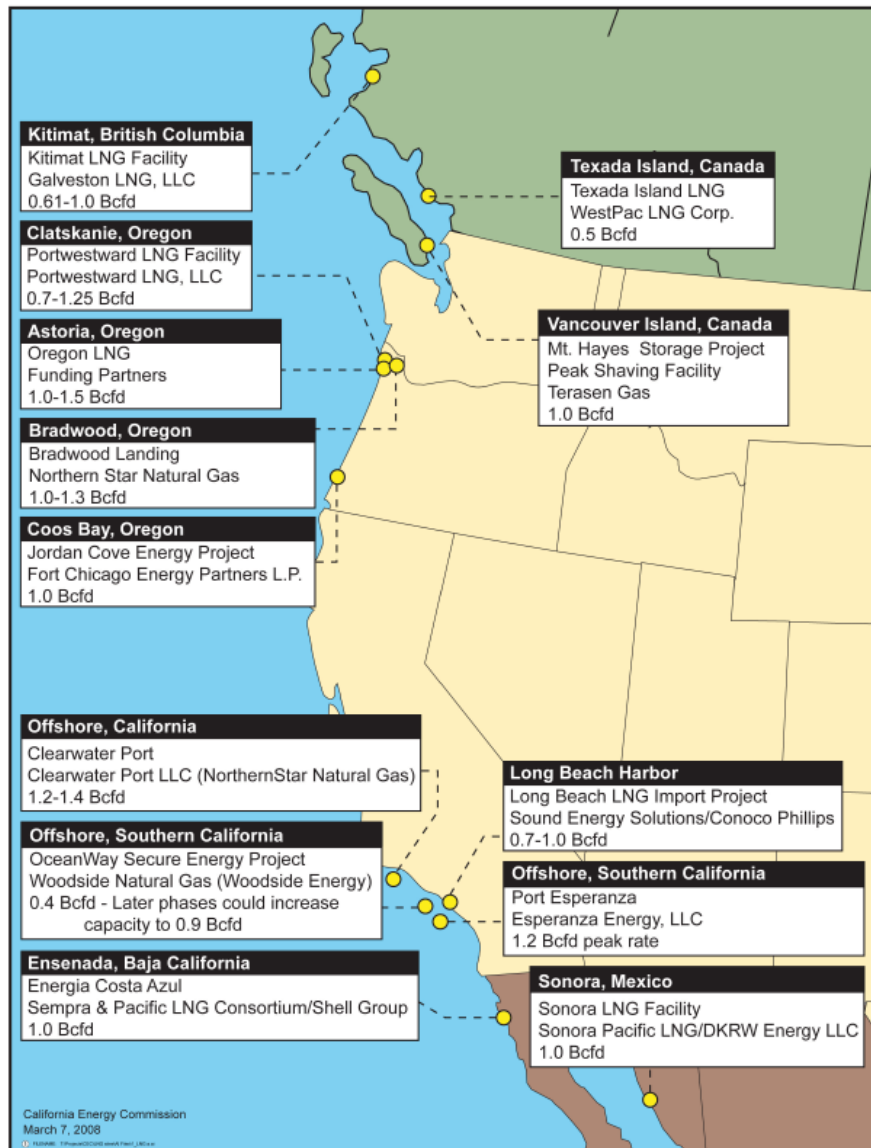 Kitimat, British Columbia
Kitimat LNG Facility
Galveston LNG, LLC
0.61-1.0 Bcfd
Clatskanie, Oregon
Portwestward LNG Facility
Portwestward LNG, LLC
0.7-1.25 Bcfd
Astoria, Oregon
Oregon LNG
Funding Partners
1.0-1.5 Bcfd
Bradwood, Oregon
Bradwood Landing
Northern Star Natural Gas
1.0-1.3 Bcfd
Coos Bay, Oregon
Jordan Cove Energy Project
Fort Chicago Energy Partners L.P.
1.0 Bcfd
Texada Island, Canada
Texada Island LNG
WestPac LNG Corp.
0.5 Bcfd
Vancouver Island, Canada
Mt. Hayes Storage Project
Peak Shaving Facility
Terasen Gas
1.0 Bcfd
Offshore, California
Clearwater Port
Clearwater Port LLC (NorthernStar Natural Gas)
1.2-1.4 Bcfd
Offshore, Southern California
OceanWay Secure Energy Project
Woodside Natural Gas (Woodside Energy)
0.4 Bcfd - Later phases could increase
capacity to 0.9 Bcfd
Ensenada, Baja California
Energia Costa Azul
Sempra & Pacific LNG Consortium/Shell Group
1.0 Bcfd
Long Beach Harbor
Long Beach LNG Import Project
Sound Energy Solutions/Conoco Phillips
0.7-1.0 Bcfd
Offshore, Southern California
Port Esperanza
Esperanza Energy, LLC
1.2 Bcfd peak rate
Sonora, Mexico
Sonora LNG Facility
Sonora Pacific LNG/DKRW Energy LLC
1.0 Bcfd
California Energy Commission
March 7, 2008